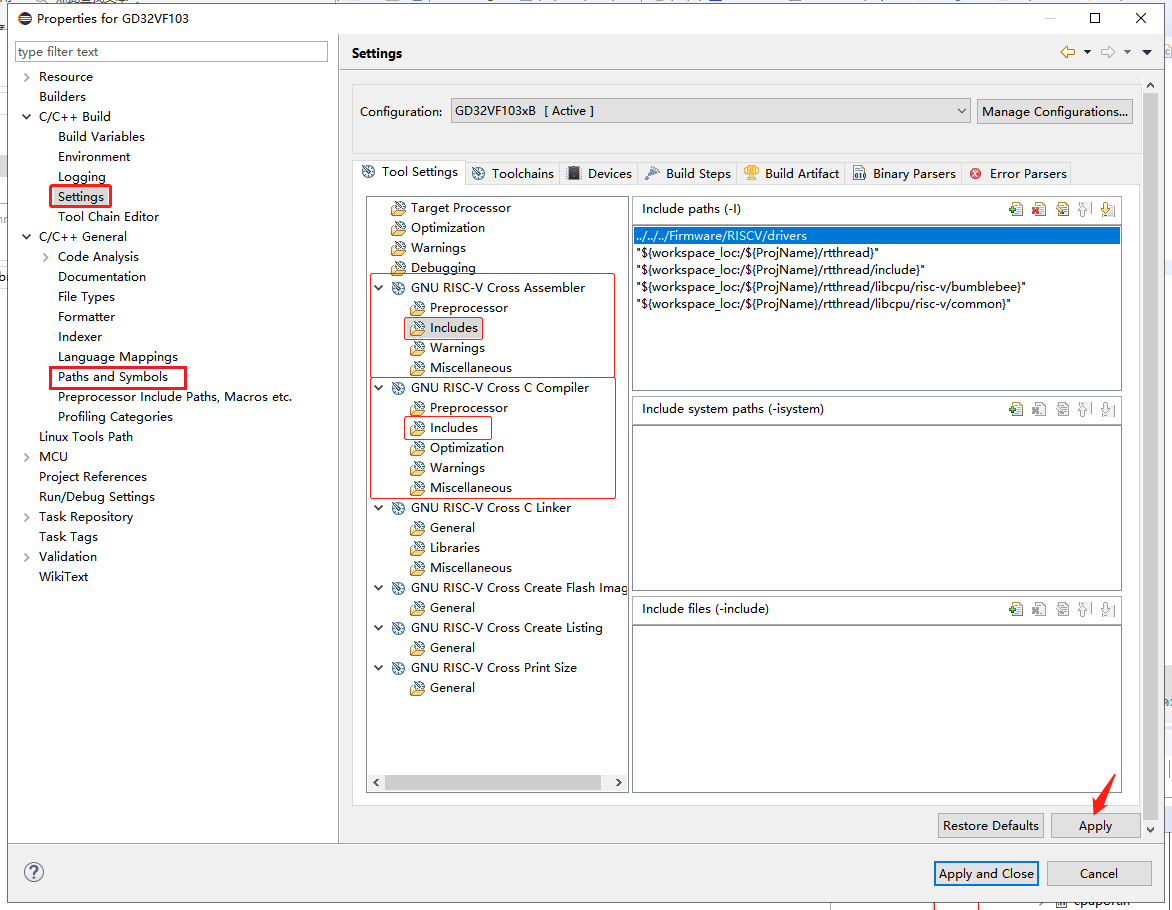 Properties for GD32VF103
type filter text
Resource
Builders
C/C++ Build
Build Variables
Environment
Logging
Settings
Tool Chain Editor
C/C++ General
Code Analysis
Documentation
File Types
Formatter
Indexer
Language Mappings
Paths and Symbols
Preprocessor Include Paths, Macros etc.
Profiling Categories
Linux Tools Path
MCU
Project References
Run/Debug Settings
Task Repository
Task Tags
Validation
WikiText
Settings
Configuration: GD32VF103xB [ Active ] Manage Configurations...
Tool Settings Toolchains Devices Build Steps Build Artifact Binary Parsers Error Parsers
Target Processor
Optimization
Warnings
Debugging
GNU RISC-V Cross Assembler
Preprocessor
Includes
Warnings
Miscellaneous
GNU RISC-V Cross C Compiler
Preprocessor
Includes
Optimization
Warnings
Miscellaneous
GNU RISC-V Cross C Linker
General
Libraries
Miscellaneous
GNU RISC-V Cross Create Flash Imag
General
GNU RISC-V Cross Create Listing
General
GNU RISC-V Cross Print Size
General
Include paths (-I)
../../../Firmware/RISCV/drivers
"${workspace_loc:/${ProjName}/rtthread}"
"${workspace_loc:/${ProjName}/rtthread/include}"
"${workspace_loc:/${ProjName}/rtthread/libcpu/risc-v/bumblebee}"
"${workspace_loc:/${ProjName}/rtthread/libcpu/risc-v/common}"
Include system paths (-isystem)
Include files (-include)
Restore Defaults Apply
Apply and Close Cancel